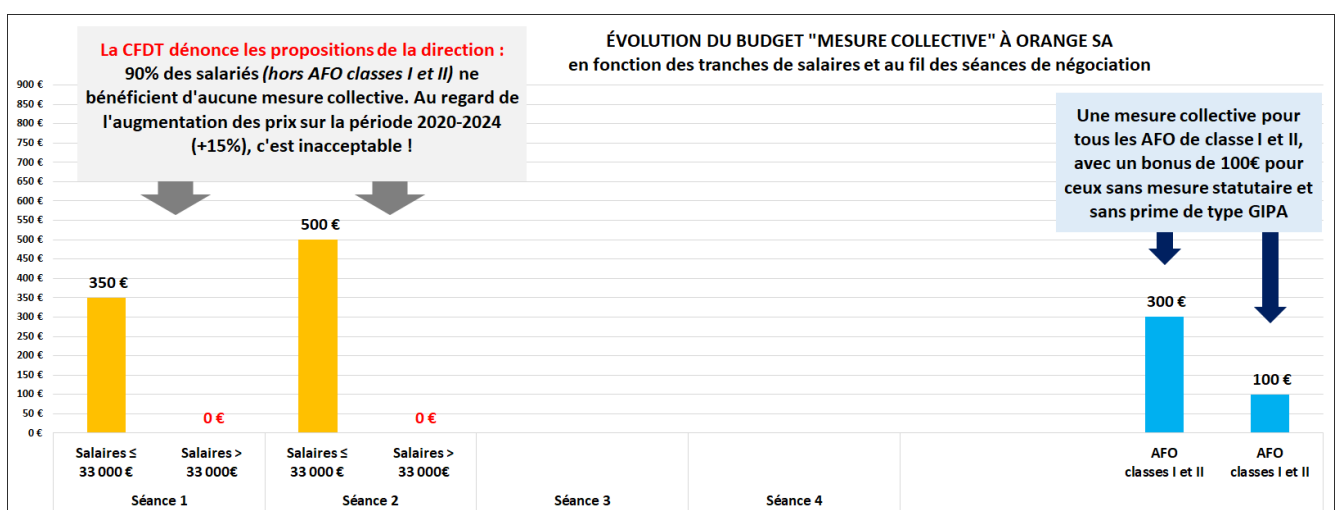 La CFDT dénonce les propositions de la direction :
90% des salariés (hors AFO classes I et II) ne
bénéficient d'aucune mesure collective. Au regard de
l'augmentation des prix sur la période 2020-2024
(+15%), c'est inacceptable !
ÉVOLUTION DU BUDGET "MESURE COLLECTIVE" À ORANGE SA
en fonction des tranches de salaires et au fil des séances de négociation
Une mesure collective pour
tous les AFO de classe I et II,
avec un bonus de 100€ pour
ceux sans mesure statutaire et
sans prime de type GIPA
900 €
850 €
800 €
750 €
700 €
650 €
600 €
550 €
500 €
450 €
400 €
350 €
300 €
250 €
200 €
150 €
100 €
50 €
0 €
350 €
0 €
500 €
0 €
300 €
100 €
Salaires ≤
33 000 €
Salaires >
33 000€
Salaires ≤
33 000 €
Salaires >
33 000€
AFO
classes I et II
AFO
classes I et II
Séance 1
Séance 2
Séance 3
Séance 4